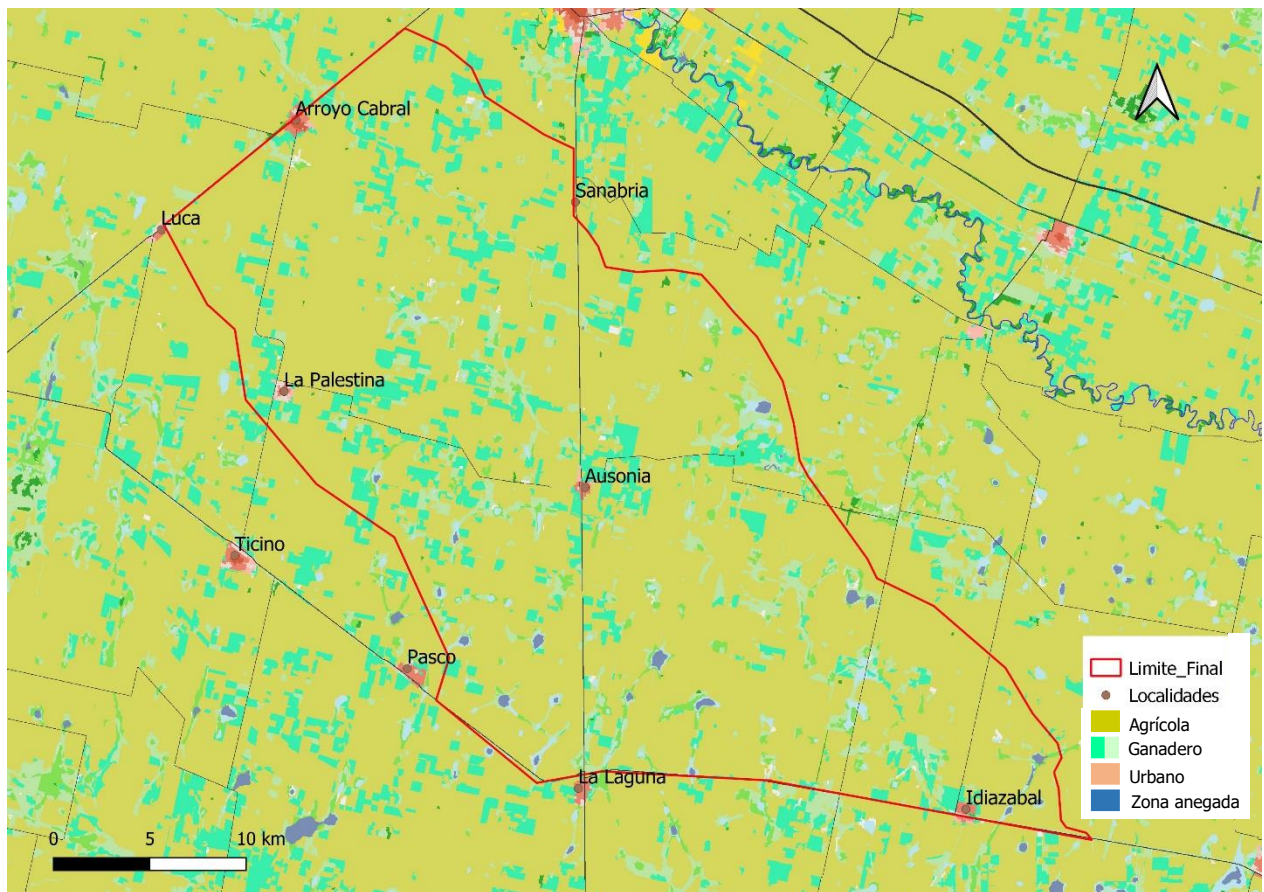 Arroyo Cabral
Sanabria
Luca
La Palestina
Ausonia
Ticino
Pasco
La Laguna
Idiazabal
0 5 10 km
Limite_Final
Localidades
Agrícola
Ganadero
Urbano
Zona anegada